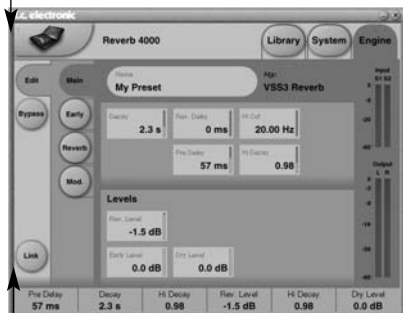 t.c. electronic
Reverb 4000
Library
System
Engine
Edit
Main
Name
My Preset
Algo
VSS3 Reverb
Input
S1 S2
Bypass
Early
Decay
2.3 s
Rev. Delay
0 ms
Hi Cut
20.00 Hz
Reverb
Pre Delay
57 ms
Hi Decay
0.98
Output
L R
Mod.
Levels
Rev. Level
-1.5 dB
Link
Early Level
0.0 dB
Dry Level
0.0 dB
Pre Delay
Decay
Hi Decay
Rev. Level
Hi Decay
Dry Level
57 ms
2.3 s
0.98
-1.5 dB
0.98
0.0 dB